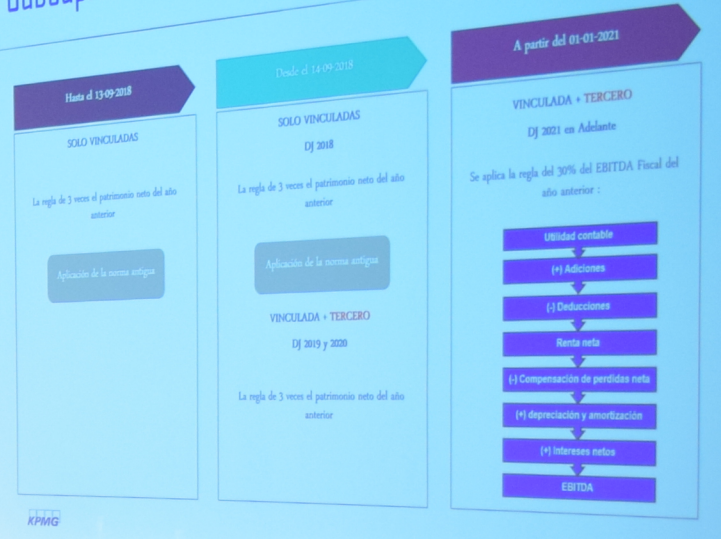 Hasta el 13-09-2018
SOLO VINCULADAS
La regla de 3 veces el patrimonio neto del año
anterior
Aplicación de la norma antigua
Desde el 14-09-2018
SOLO VINCULADAS
DJ 2018
La regla de 3 veces el patrimonio neto del año
anterior
Aplicación de la norma antigua
VINCULADA + TERCERO
DJ 2019 y 2020
La regla de 3 veces el patrimonio neto del año
anterior
A partir del 01-01-2021
VINCULADA + TERCERO
DJ 2021 en Adelante
Se aplica la regla del 30% del EBITDA Fiscal del
año anterior :
Utilidad contable
(+) Adiciones
(-) Deducciones
Renta neta
(-) Compensación de perdidas neta
(+) depreciación y amortización
(+) Intereses netos
EBITDA
KPMG